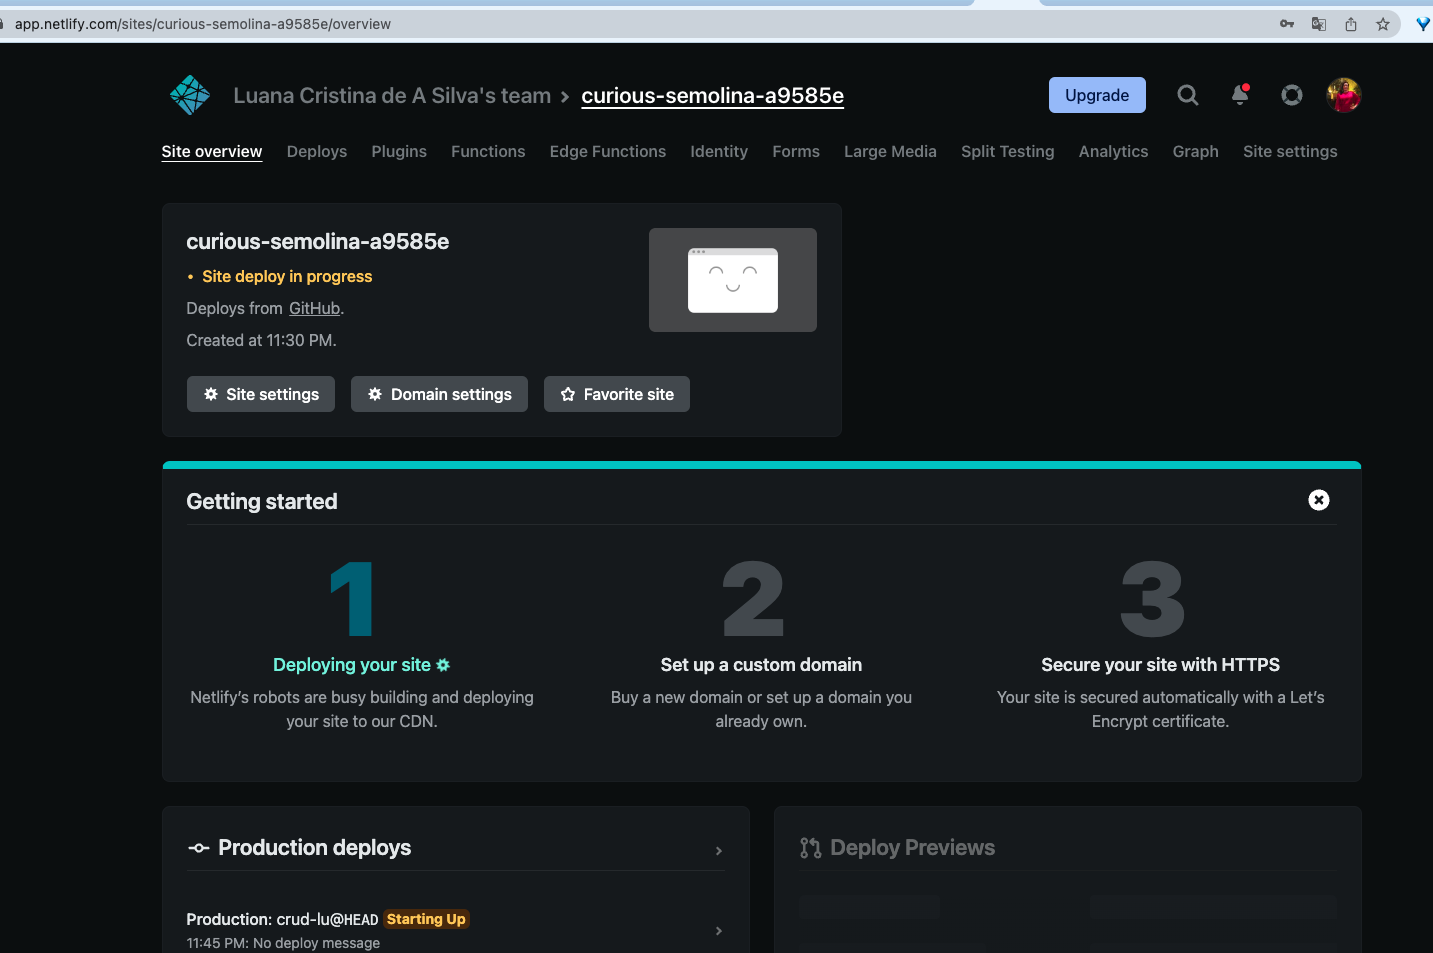 app.netlify.com/sites/curious-semolina-a9585e/overview
Luana Cristina de A Silva's team > curious-semolina-a9585e
Upgrade
Site overview Deploys Plugins Functions Edge Functions Identity Forms Large Media Split Testing Analytics Graph Site settings
curious-semolina-a9585e
• Site deploy in progress
Deploys from GitHub.
Created at 11:30 PM.
Site settings Domain settings Favorite site
Getting started
1 2 3
Deploying your site Set up a custom domain Secure your site with HTTPS
Netlify’s robots are busy building and deploying Buy a new domain or set up a domain you Your site is secured automatically with a Let’s
your site to our CDN. already own. Encrypt certificate.
Production deploys Deploy Previews
Production: crud-lu@HEAD Starting Up
11:45 PM: No deploy message